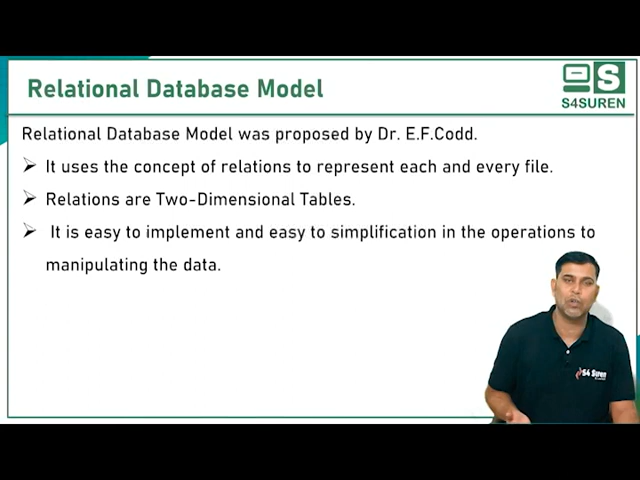 Relational Database Model
S4SUREN
Relational Database Model was proposed by Dr. E.F.Codd.
It uses the concept of relations to represent each and every file.
Relations are Two-Dimensional Tables.
It is easy to implement and easy to simplification in the operations to
manipulating the data.
S4 Suren